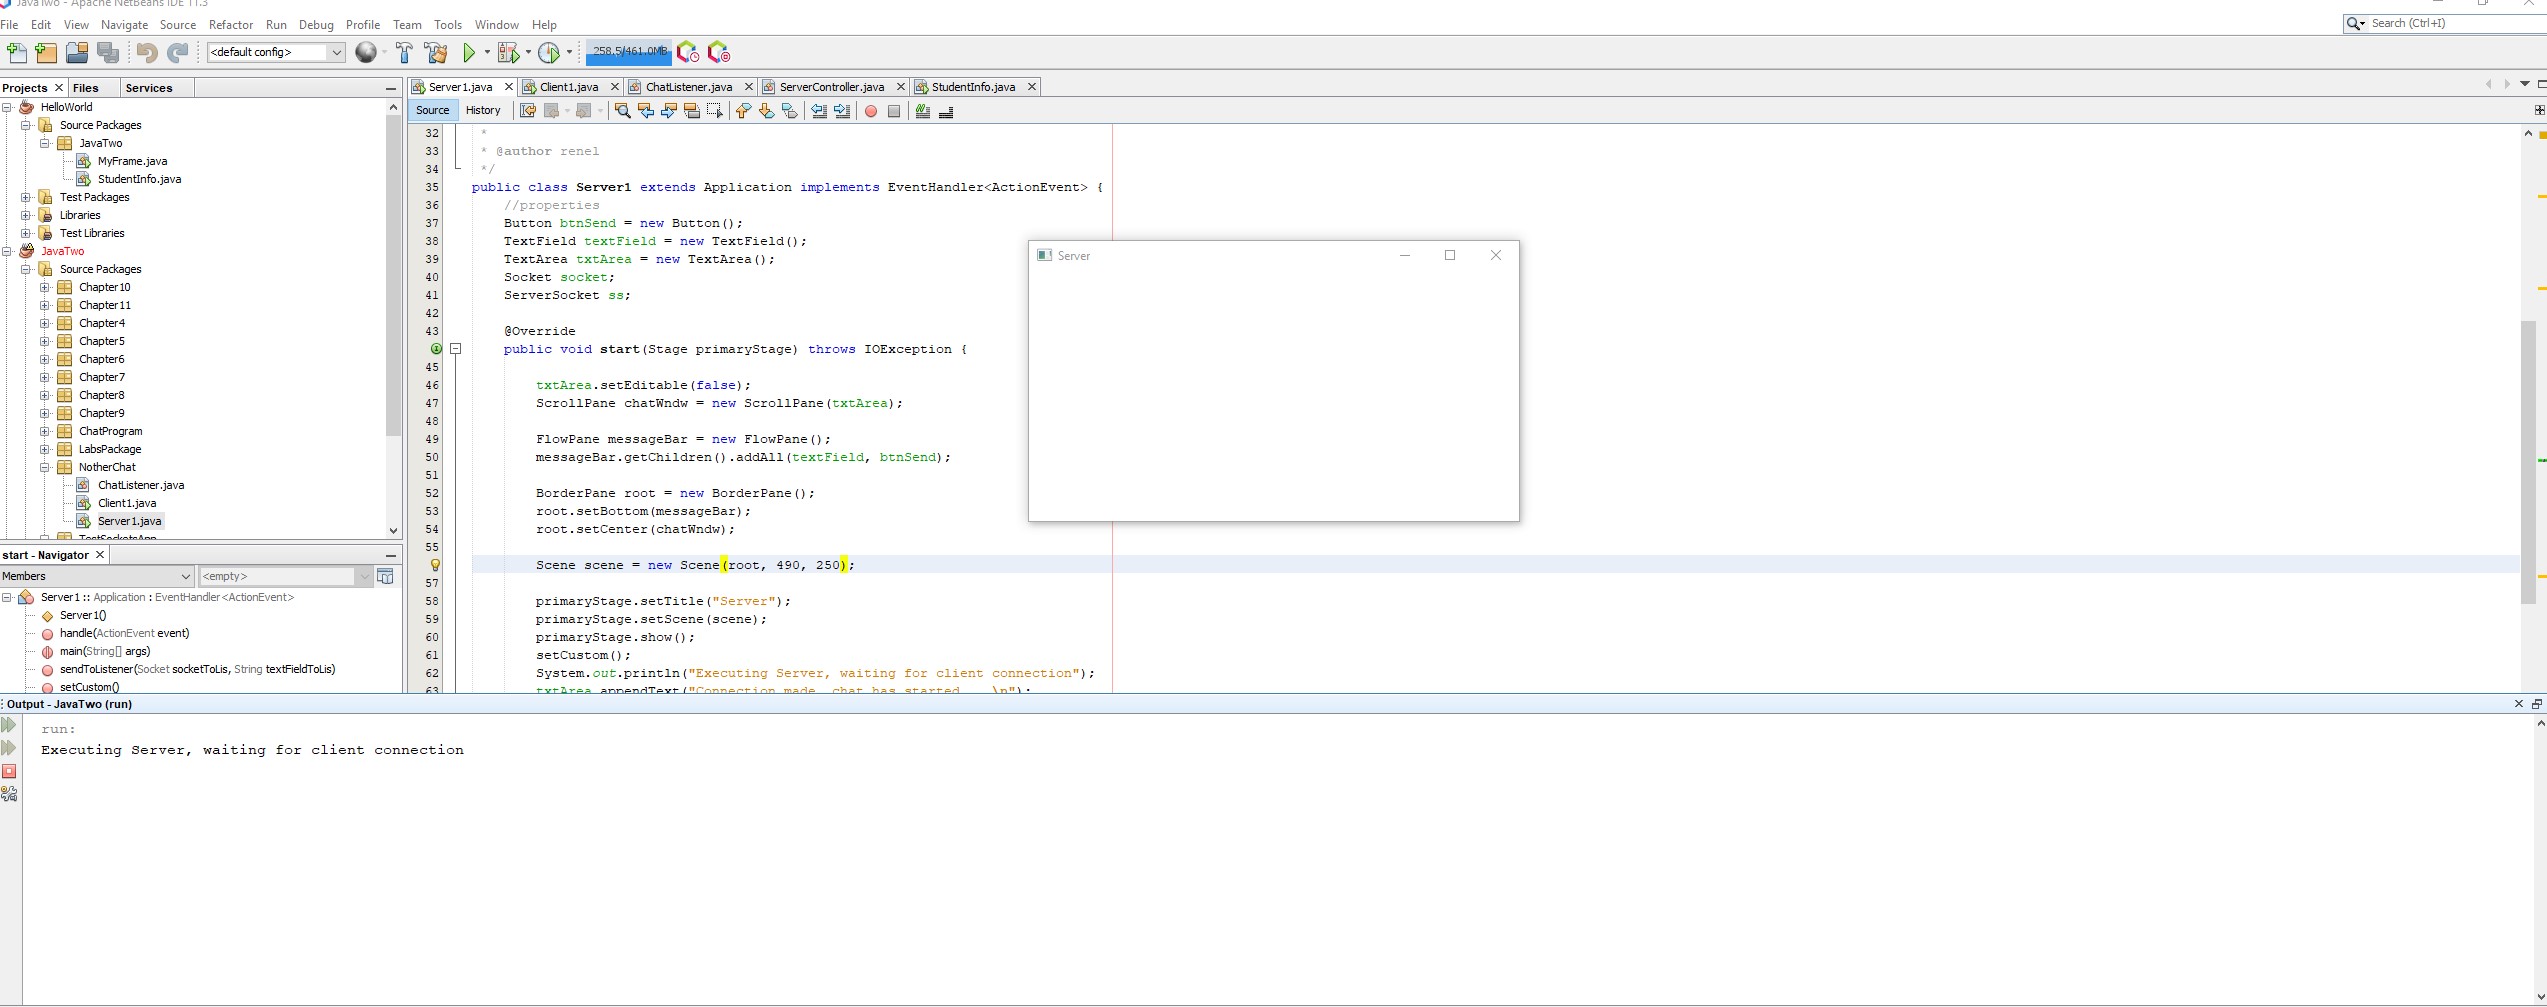 JavaTwo - Apache NetBeans IDE 11.3
File Edit View Navigate Source Refactor Run Debug Profile Team Tools Window Help
Search (Ctrl+I)
<default config>
258.5/461.0MB
Projects Files Services
HelloWorld
Source Packages
JavaTwo
MyFrame.java
StudentInfo.java
Test Packages
Libraries
Test Libraries
JavaTwo
Source Packages
Chapter10
Chapter11
Chapter4
Chapter5
Chapter6
Chapter7
Chapter8
Chapter9
ChatProgram
LabsPackage
NotherChat
ChatListener.java
Client1.java
Server1.java
TestSocketsApp
start - Navigator
Members <empty>
Server1 :: Application : EventHandler<ActionEvent>
Server1()
handle(ActionEvent event)
main(String[] args)
sendToListener(Socket socketToLis, String textFieldToLis)
setCustom()
Server1.java Client1.java ChatListener.java ServerController.java StudentInfo.java
Source History
32 *
33 * @author renel
34 */
35 public class Server1 extends Application implements EventHandler<ActionEvent> {
36 //properties
37 Button btnSend = new Button();
38 TextField textField = new TextField();
39 TextArea txtArea = new TextArea();
40 Socket socket;
41 ServerSocket ss;
42
43 @Override
public void start(Stage primaryStage) throws IOException {
45
46 txtArea.setEditable(false);
47 ScrollPane chatWndw = new ScrollPane(txtArea);
48
49 FlowPane messageBar = new FlowPane();
50 messageBar.getChildren().addAll(textField, btnSend);
51
52 BorderPane root = new BorderPane();
53 root.setBottom(messageBar);
54 root.setCenter(chatWndw);
55
Scene scene = new Scene(root, 490, 250);
57
58 primaryStage.setTitle("Server");
59 primaryStage.setScene(scene);
60 primaryStage.show();
61 setCustom();
62 System.out.println("Executing Server, waiting for client connection");
63 txtArea.appendText("Connection made, chat has started... \n");
Server
Output - JavaTwo (run)
run:
Executing Server, waiting for client connection